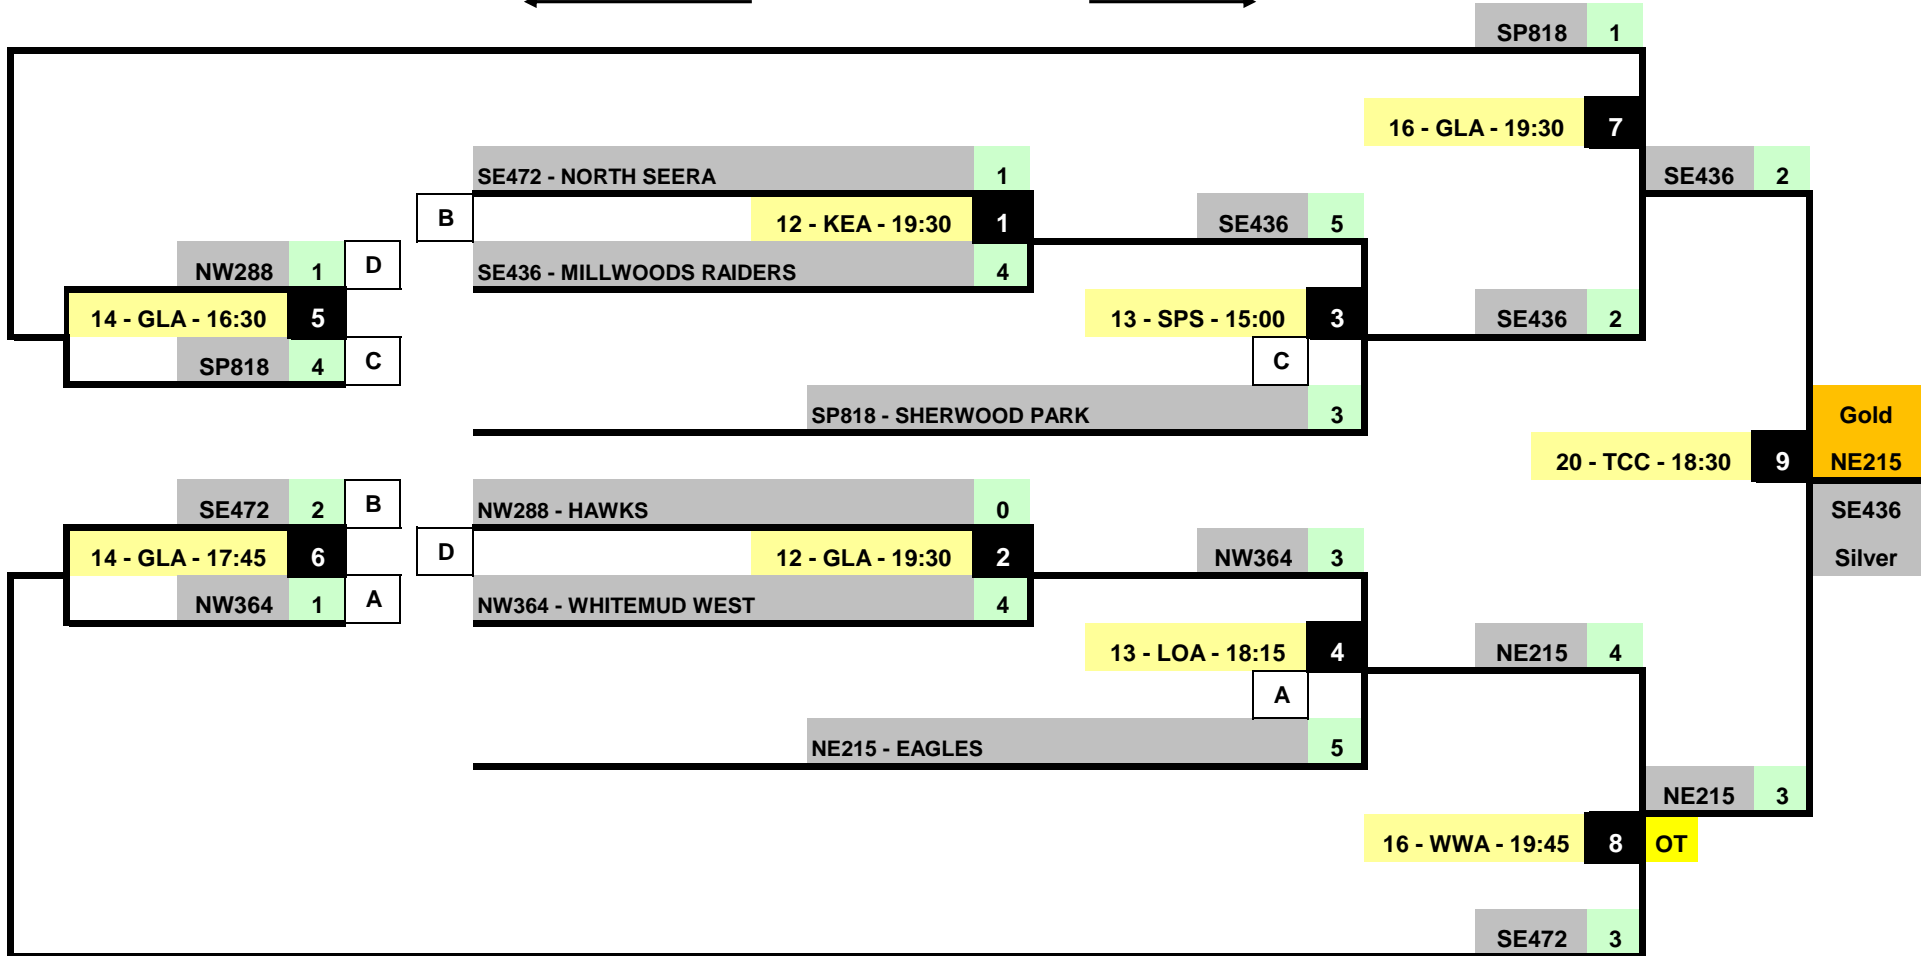 SP818 1
16 - GLA - 19:30 7
SE472 - NORTH SEERA 1
SE436 2
B
12 - KEA - 19:30 1
SE436 5
NW288 1 D
SE436 - MILLWOODS RAIDERS 4
14 - GLA - 16:30 5
13 - SPS - 15:00 3
SE436 2
SP818 4 C
C
SP818 - SHERWOOD PARK 3
Gold
20 - TCC - 18:30 9
NE215
SE472 2 B
NW288 - HAWKS 0
SE436
14 - GLA - 17:45 6
D
12 - GLA - 19:30 2
NW364 3
Silver
NW364 1 A
NW364 - WHITEMUD WEST 4
13 - LOA - 18:15 4
NE215 4
A
NE215 - EAGLES 5
NE215 3
16 - WWA - 19:45 8 OT
SE472 3